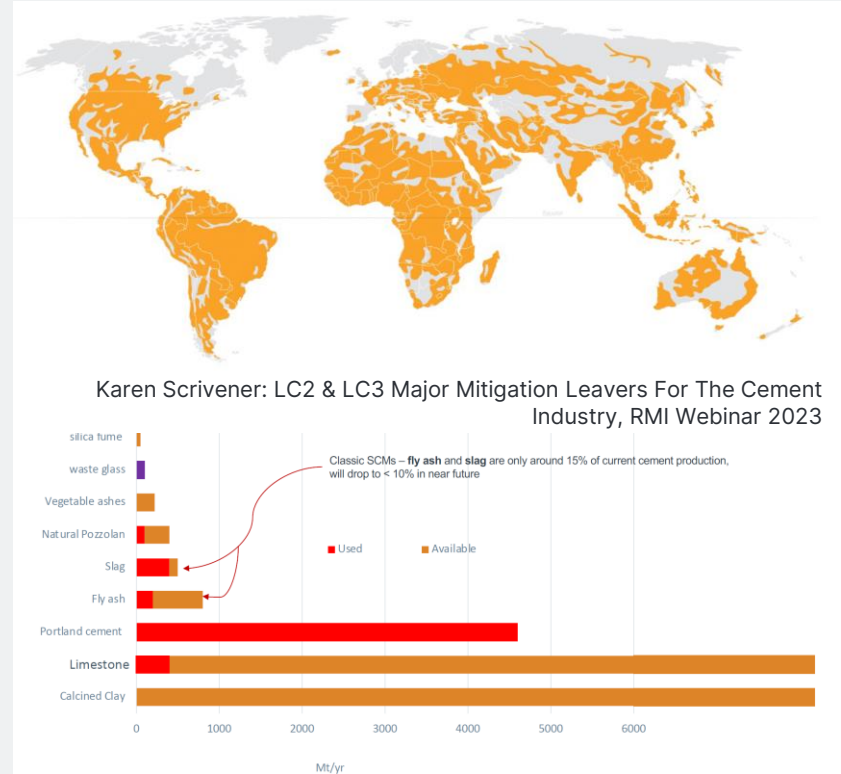 Karen Scrivener: LC2 & LC3 Major Mitigation Leavers For The Cement
Industry, RMI Webinar 2023
silica fume
Classic SCMs – fly ash and slag are only around 15% of current cement production,
will drop to < 10% in near future
waste glass
Vegetable ashes
Natural Pozzolan
Used
Available
Slag
Fly ash
Portland cement
Limestone
Calcined Clay
0
1000
2000
3000
4000
5000
6000
Mt/yr